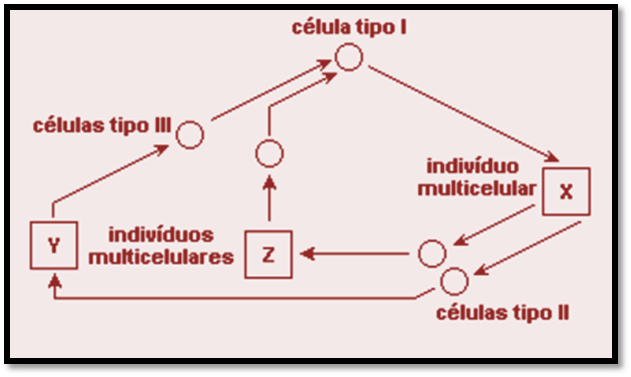 célula tipo I
células tipo III
indivíduo
multicelular
X
Y
indivíduos
multicelulares
Z
células tipo II